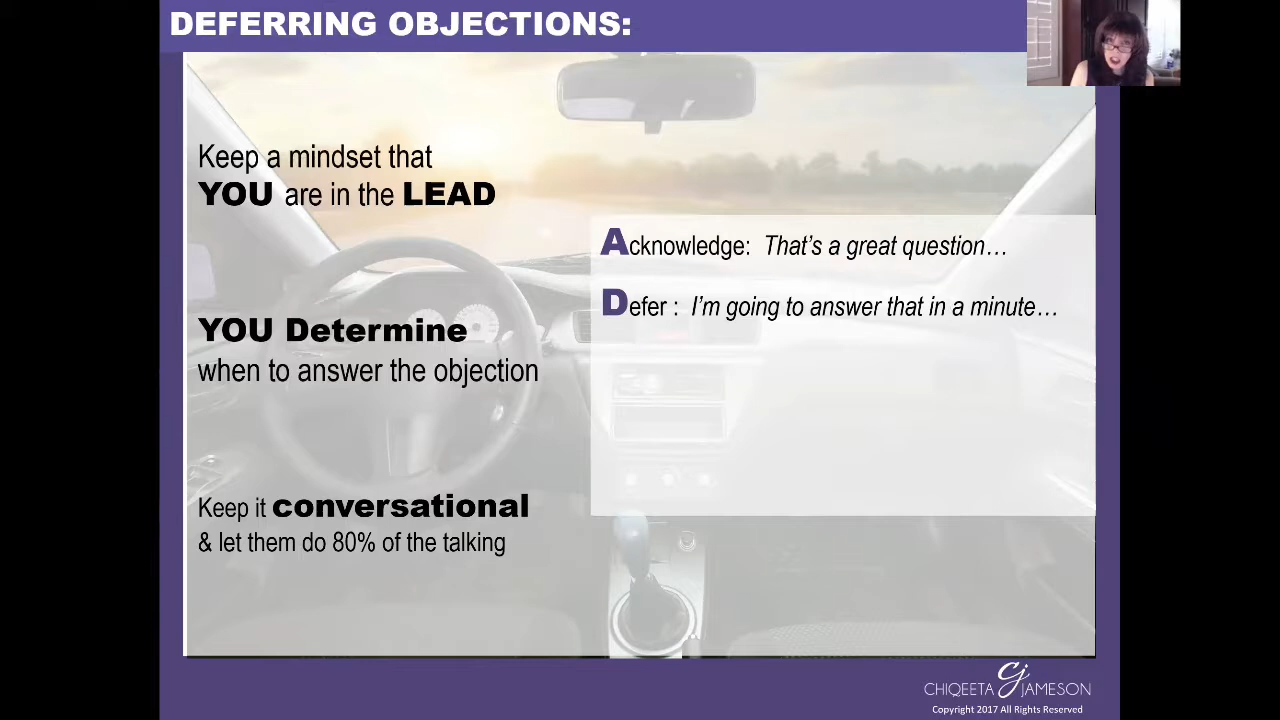 DEFERRING OBJECTIONS:
Keep a mindset that
YOU are in the LEAD
YOU Determine
when to answer the objection
Keep it conversational
& let them do 80% of the talking
Acknowledge: That's a great question...
Defer : I'm going to answer that in a minute...
CHIQEETA CJ JAMESON
Copyright 2017 All Rights Reserved